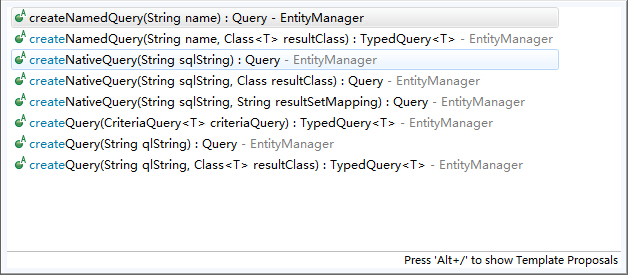 createNamedQuery(String name) : Query - EntityManager
createNamedQuery(String name, Class<T> resultClass) : TypedQuery<T> - EntityManager
createNativeQuery(String sqlString) : Query - EntityManager
createNativeQuery(String sqlString, Class resultClass) : Query - EntityManager
createNativeQuery(String sqlString, String resultSetMapping) : Query - EntityManager
createQuery(CriteriaQuery<T> criteriaQuery) : TypedQuery<T> - EntityManager
createQuery(String qlString) : Query - EntityManager
createQuery(String qlString, Class<T> resultClass) : TypedQuery<T> - EntityManager
Press 'Alt+/' to show Template Proposals